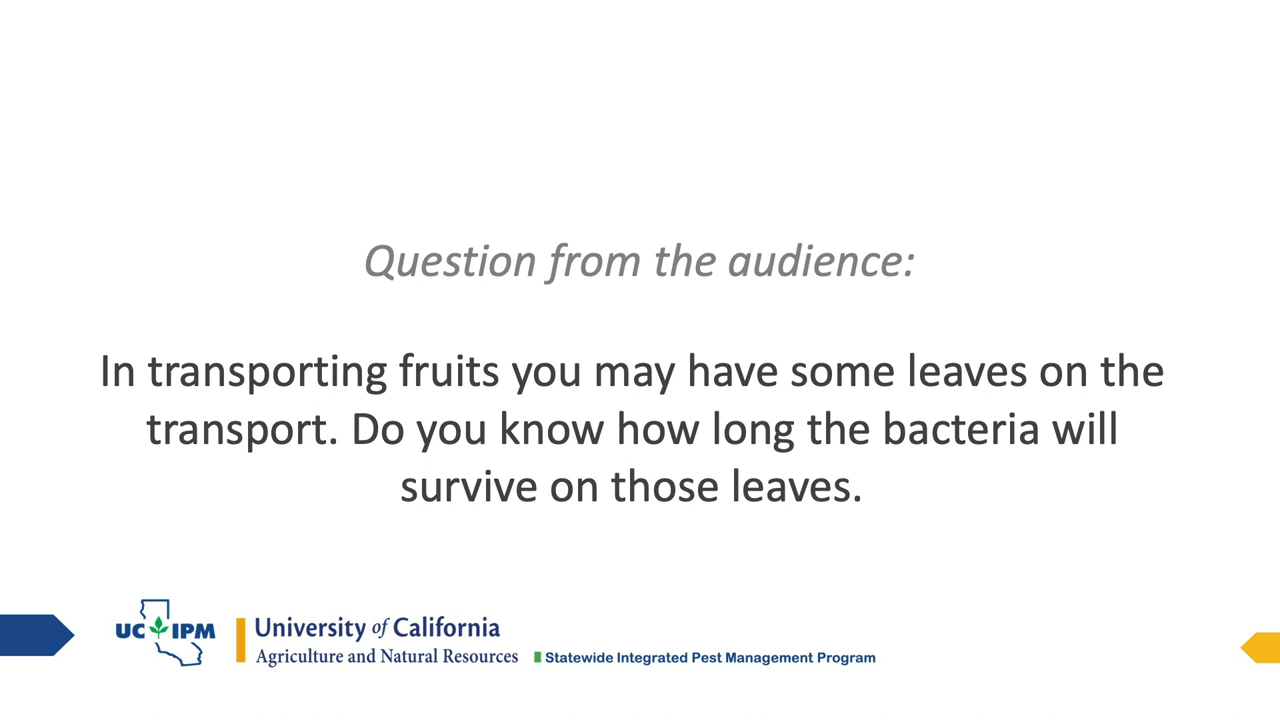 Question from the audience:
In transporting fruits you may have some leaves on the
transport. Do you know how long the bacteria will
survive on those leaves.
UC IPM
University of California
Agriculture and Natural Resources
Statewide Integrated Pest Management Program